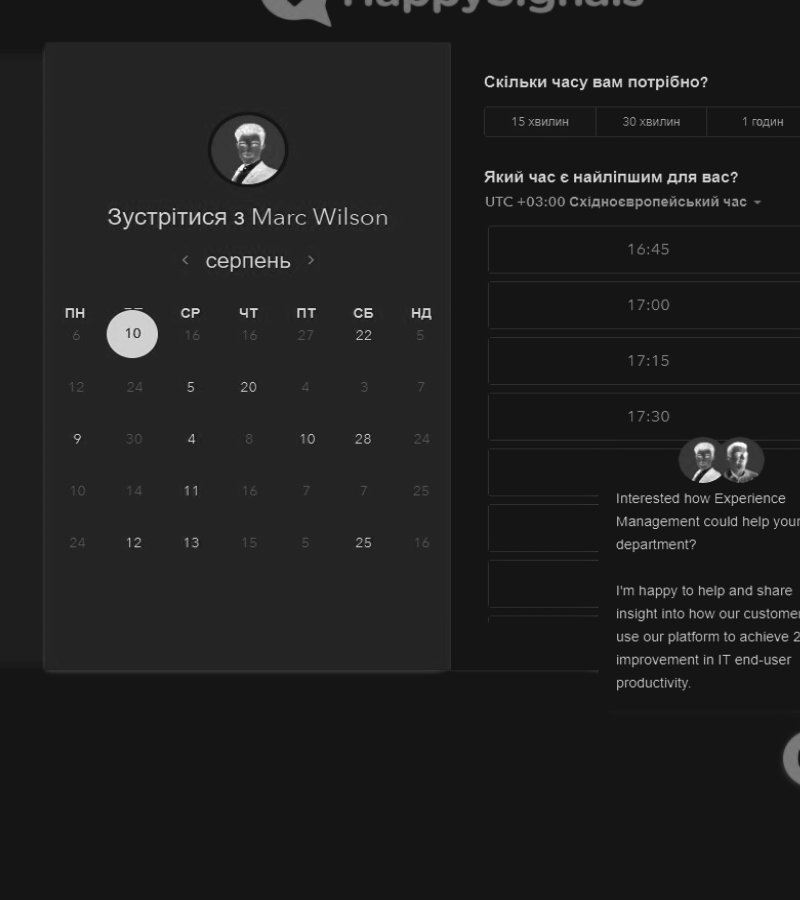 HappySignals
Зустрітися з Marc Wilson
серпень
ПН СР ЧТ ПТ СБ НД
6 10 16 16 27 22 5
12 24 5 20 4 3 7
9 30 4 8 10 28 24
10 14 11 16 7 7 25
24 12 13 15 5 25 16
Скільки часу вам потрібно?
15 хвилин 30 хвилин 1 годин
Який час є найліпшим для вас?
UTC +03:00 Східноєвропейський час
16:45
17:00
17:15
17:30
Interested how Experience
Management could help your
department?
I'm happy to help and share
insight into how our customer
use our platform to achieve 2
improvement in IT end-user
productivity.